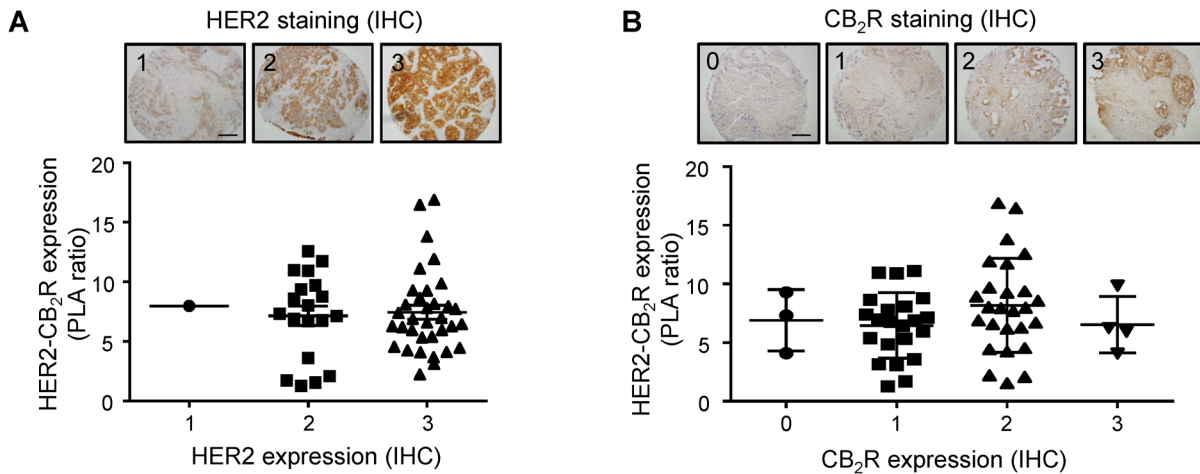 A
HER2 staining (IHC)
1
2
3
HER2-CB₂R expression
(PLA ratio)
20
15
10
5
0
1
2
3
HER2 expression (IHC)
B
CB₂R staining (IHC)
0
1
2
3
HER2-CB₂R expression
(PLA ratio)
20
15
10
5
0
0
1
2
3
CB₂R expression (IHC)